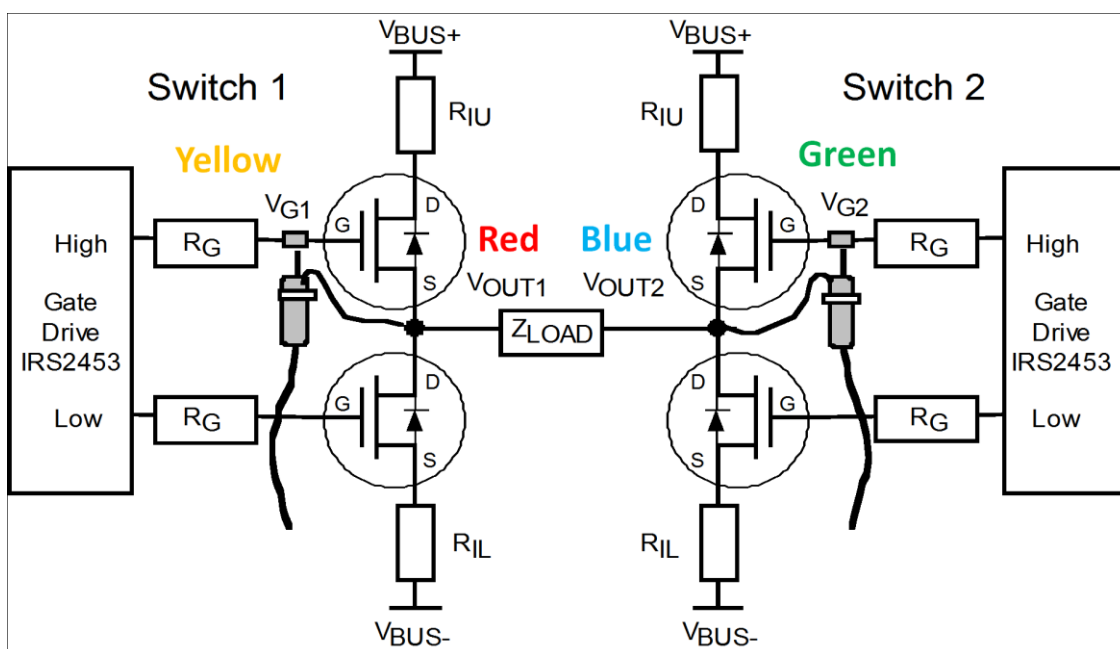 VBUS+
VBUS+
Switch 1
Switch 2
RIU
RIU
Yellow
Green
VG1
VG2
D
D
High
RG
G
Red
Blue
G
RG
High
S
S
VOUT1
VOUT2
Gate
Drive
IRS2453
ZLOAD
Gate
Drive
IRS2453
D
D
Low
RG
G
G
RG
Low
S
S
RIL
RIL
VBUS-
VBUS-